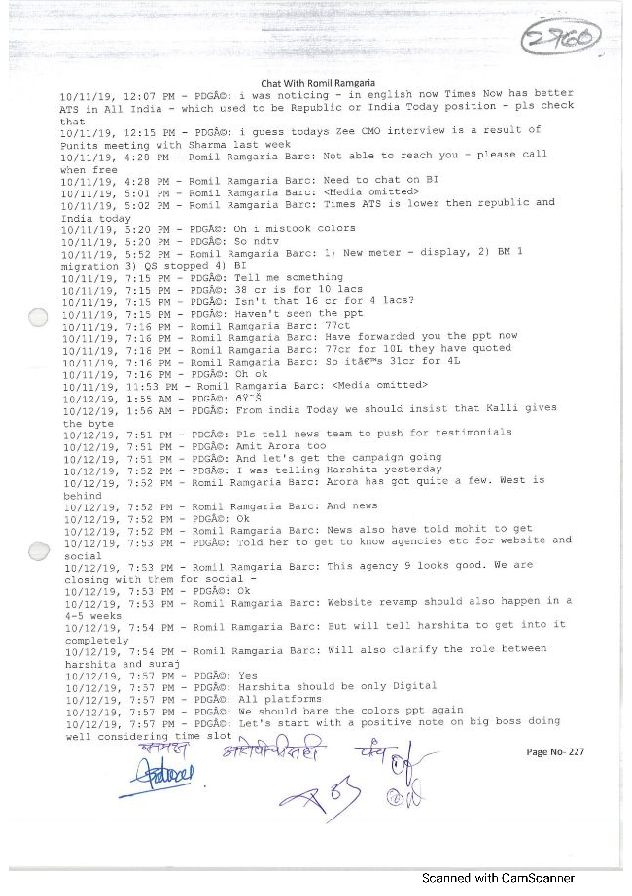 2760
Chat With Romil Ramgaria
10/11/19, 12:07 PM - PDGÂ©: i was noticing - in english now Times Now has better
ATS in All India - which used to be Republic or India Today position - pls check
that
10/11/19, 12:15 PM - PDGÂ©: i guess todays Zee CMO interview is a result of
Punits meeting with Sharma last week
10/11/19, 4:28 PM - Romil Ramgaria Barc: Not able to reach you - please call
when free
10/11/19, 4:28 PM - Romil Ramgaria Barc: Need to chat on BI
10/11/19, 5:01 PM - Romil Ramgaria Barc: <Media omitted>
10/11/19, 5:02 PM - Romil Ramgaria Barc: Times ATS is lower then republic and
India today
10/11/19, 5:20 PM - PDGÂ©: Oh i mistook colors
10/11/19, 5:20 PM - PDGÂ©: So ndtv
10/11/19, 5:52 PM - Romil Ramgaria Barc: 1) New meter - display, 2) BM 1
migration 3) QS stopped 4) BI
10/11/19, 7:15 PM - PDGÂ©: Tell me something
10/11/19, 7:15 PM - PDGÂ©: 38 cr is for 10 lacs
10/11/19, 7:15 PM - PDGÂ©: Isn't that 16 cr for 4 lacs?
10/11/19, 7:15 PM - PDGÂ©: Haven't seen the ppt
10/11/19, 7:16 PM - Romil Ramgaria Barc: 77ct
10/11/19, 7:16 PM - Romil Ramgaria Barc: Have forwarded you the ppt now
10/11/19, 7:16 PM - Romil Ramgaria Barc: 77cr for 10L they have quoted
10/11/19, 7:16 PM - Romil Ramgaria Barc: So itâ€™s 31cr for 4L
10/11/19, 7:16 PM - PDGÂ©: Oh ok
10/11/19, 11:53 PM - Romil Ramgaria Barc: <Media omitted>
10/12/19, 1:55 AM - PDGÂ©:
10/12/19, 1:56 AM - PDGÂ©: From india Today we should insist that Kalli gives
the byte
10/12/19, 7:51 PM - PDGÂ©: Pls tell news team to push for testimonials
10/12/19, 7:51 PM - PDGÂ©: Amit Arora too
10/12/19, 7:51 PM - PDGÂ©: And let's get the campaign going
10/12/19, 7:52 PM - PDGÂ©: I was telling Harshita yesterday
10/12/19, 7:52 PM - Romil Ramgaria Barc: Arora has got quite a few. West is
behind
10/12/19, 7:52 PM - Romil Ramgaria Barc: And news
10/12/19, 7:52 PM - PDGÂ©: Ok
10/12/19, 7:52 PM - Romil Ramgaria Barc: News also have told mohit to get
10/12/19, 7:53 PM - PDGÂ©: Told her to get to know agencies etc for website and
social
10/12/19, 7:53 PM - Romil Ramgaria Barc: This agency 9 looks good. We are
closing with them for social -
10/12/19, 7:53 PM - PDGÂ©: Ok
10/12/19, 7:53 PM - Romil Ramgaria Barc: Website revamp should also happen in a
4-5 weeks
10/12/19, 7:54 PM - Romil Ramgaria Barc: But will tell harshita to get into it
completely
10/12/19, 7:54 PM - Romil Ramgaria Barc: Will also clarify the role between
harshita and suraj
10/12/19, 7:57 PM - PDGÂ©: Yes
10/12/19, 7:57 PM - PDGÂ©: Harshita should be only Digital
10/12/19, 7:57 PM - PDGÂ©: All platforms
10/12/19, 7:57 PM - PDGÂ©: We should bare the colors ppt again
10/12/19, 7:57 PM - PDGÂ©: Let's start with a positive note on big boss doing
well considering time slot
समक्ष आरोपीची सही पंच
Page No- 227
Scanned with CamScanner